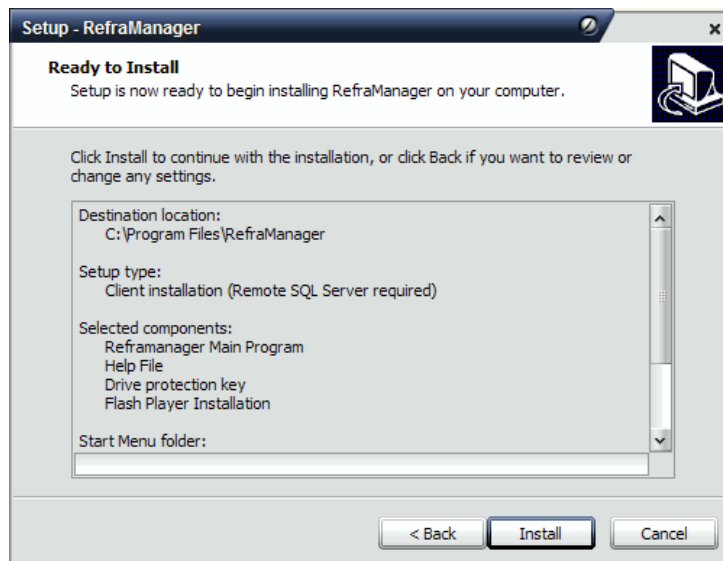 Setup - RefraManager
Ready to Install
Setup is now ready to begin installing RefraManager on your computer.
Click Install to continue with the installation, or click Back if you want to review or
change any settings.
Destination location:
C:\Program Files\RefraManager
Setup type:
Client installation (Remote SQL Server required)
Selected components:
Reframanager Main Program
Help File
Drive protection key
Flash Player Installation
Start Menu folder:
< Back Install Cancel